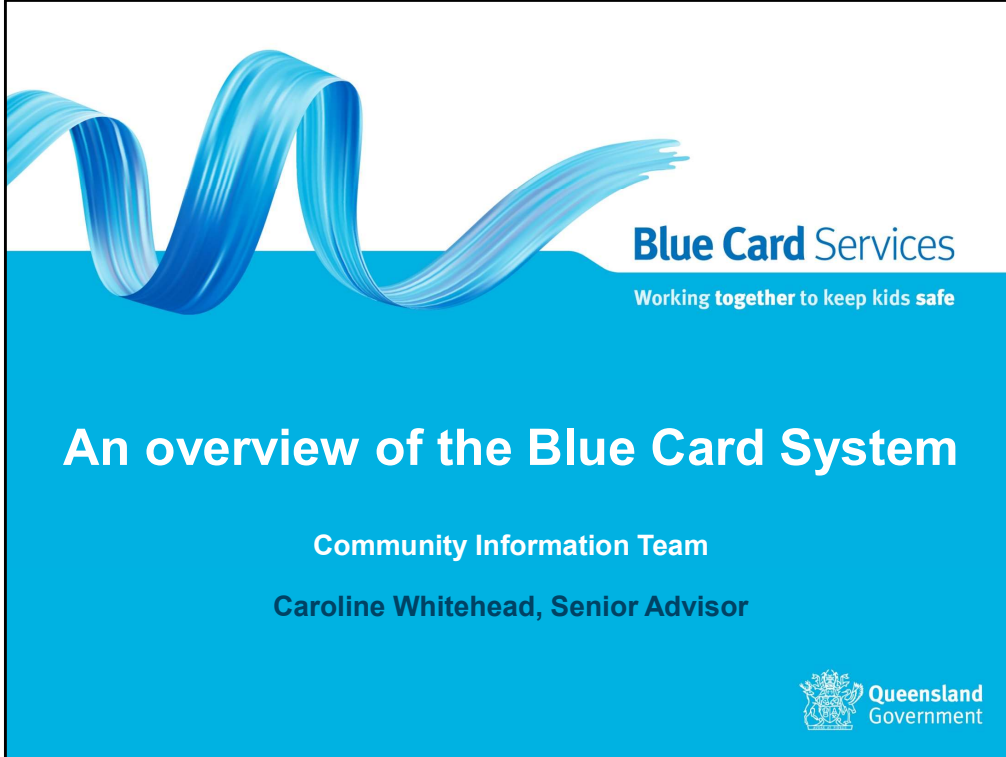 Blue Card Services
Working together to keep kids safe
An overview of the Blue Card System
Community Information Team
Caroline Whitehead, Senior Advisor
Queensland
Government